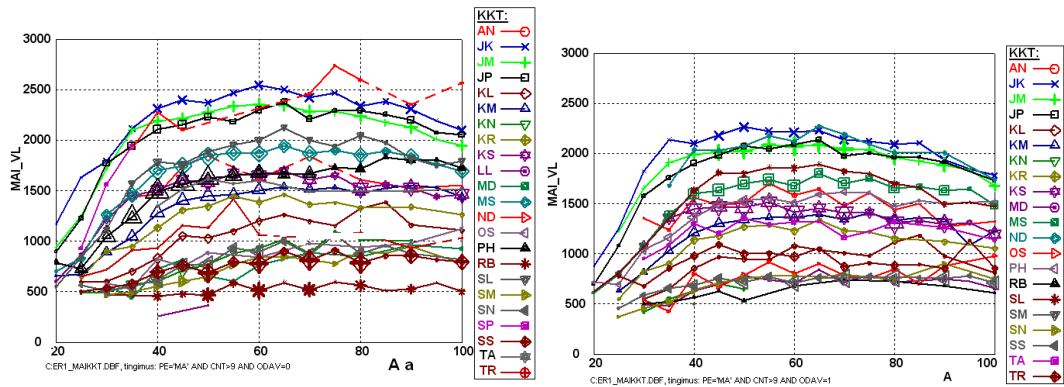 KKT:
AN
JK
JM
JP
KL
KM
KN
KR
KS
LL
MD
MS
ND
OS
PH
RB
SL
SM
SN
SP
SS
TA
TR
MAI_VL
3000
2500
2000
1500
1000
500
0
20
40
60
80
100
A a
C:ER1_MAIKKT.DBF, tingimus: PE='MA' AND CNT>9 AND ODAV=0
KKT:
AN
JK
JM
JP
KL
KM
KN
KR
KS
MD
MS
ND
OS
PH
RB
SL
SM
SN
SS
TA
TR
MAI_VL
3000
2500
2000
1500
1000
500
0
20
40
60
80
100
A
C:ER1_MAIKKT.DBF, tingimus: PE='MA' AND CNT>9 AND ODAV=1